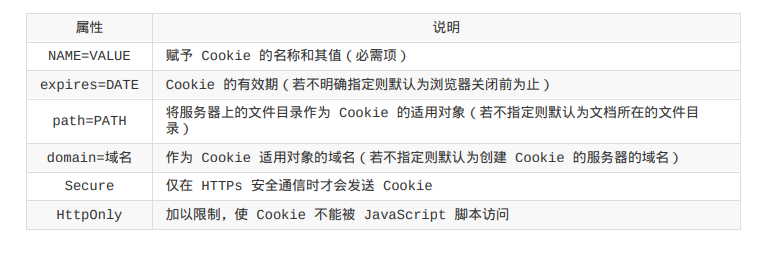 属性 说明
NAME=VALUE 赋予 Cookie 的名称和其值(必需项)
expires=DATE Cookie 的有效期(若不明确指定则默认为浏览器关闭前为止)
path=PATH 将服务器上的文件目录作为 Cookie 的适用对象(若不指定则默认为文档所在的文件目
录)
domain=域名 作为 Cookie 适用对象的域名(若不指定则默认为创建 Cookie 的服务器的域名)
Secure 仅在 HTTPs 安全通信时才会发送 Cookie
HttpOnly 加以限制,使 Cookie 不能被 JavaScript 脚本访问